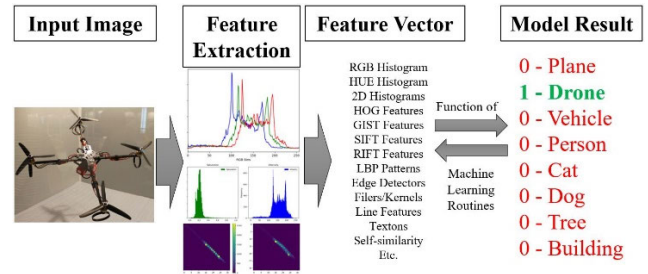 Input Image
Feature
Extraction
Feature Vector
Model Result
RGB Histogram
HUE Histogram
2D Histograms
HOG Features
GIST Features
SIFT Features
RIFT Features
LBP Patterns
Edge Detectors
Filers/Kernels
Line Features
Textons
Self-similarity
Etc.
Function of
Machine
Learning
Routines
0 - Plane
1 - Drone
0 - Vehicle
0 - Person
0 - Cat
0 - Dog
0 - Tree
0 - Building